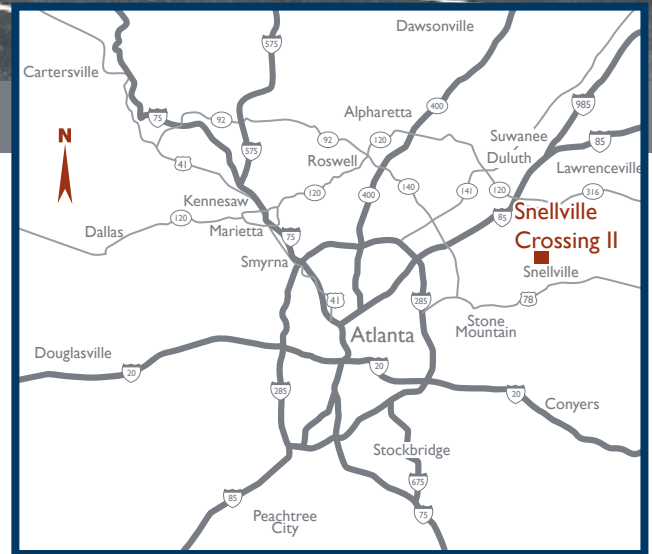 Dawsonville
575
Cartersville
400
985
75
92
Alpharetta
92
120
Suwanee
85
N
575
41
Roswell
Duluth
Lawrenceville
120
400
140
141
120
316
Kennesaw
Dallas
120
Marietta
75
85
Snellville
Crossing II
Smyrna
Snellville
41
285
78
Stone
Mountain
Atlanta
Douglasville
20
20
285
20
Conyers
Stockbridge
675
85
75
Peachtree
City